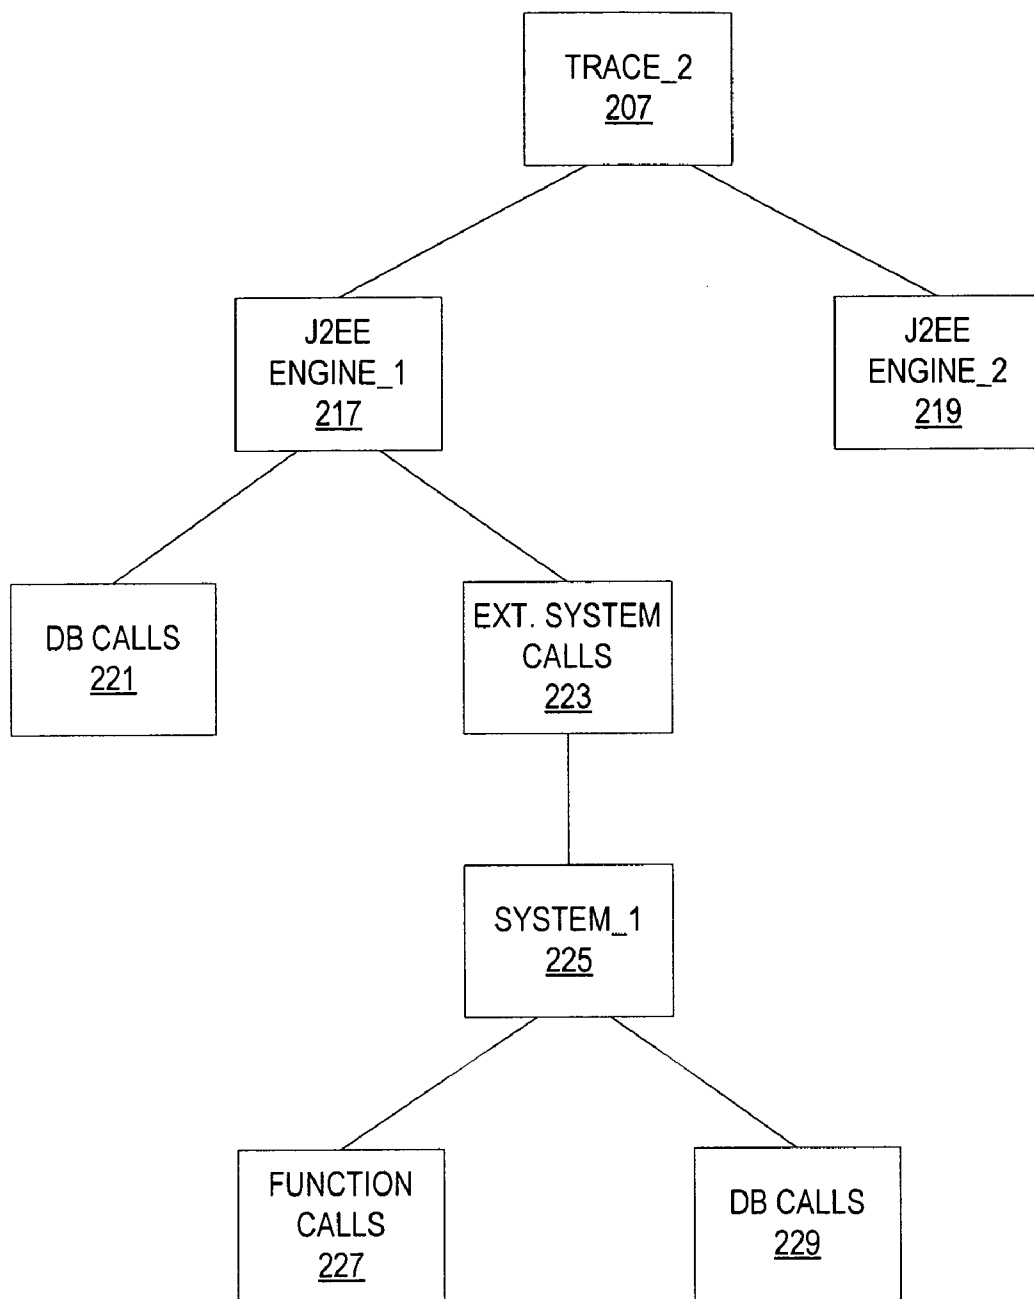 TRACE_2
207
J2EE
ENGINE_1
217
J2EE
ENGINE_2
219
DB CALLS
221
EXT. SYSTEM
CALLS
223
SYSTEM_1
225
FUNCTION
CALLS
227
DB CALLS
229